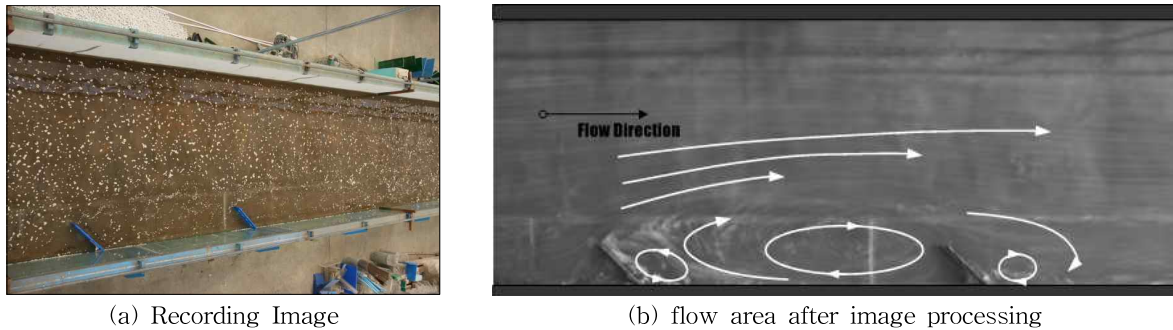 Flow Direction
(a) Recording Image
(b) flow area after image processing